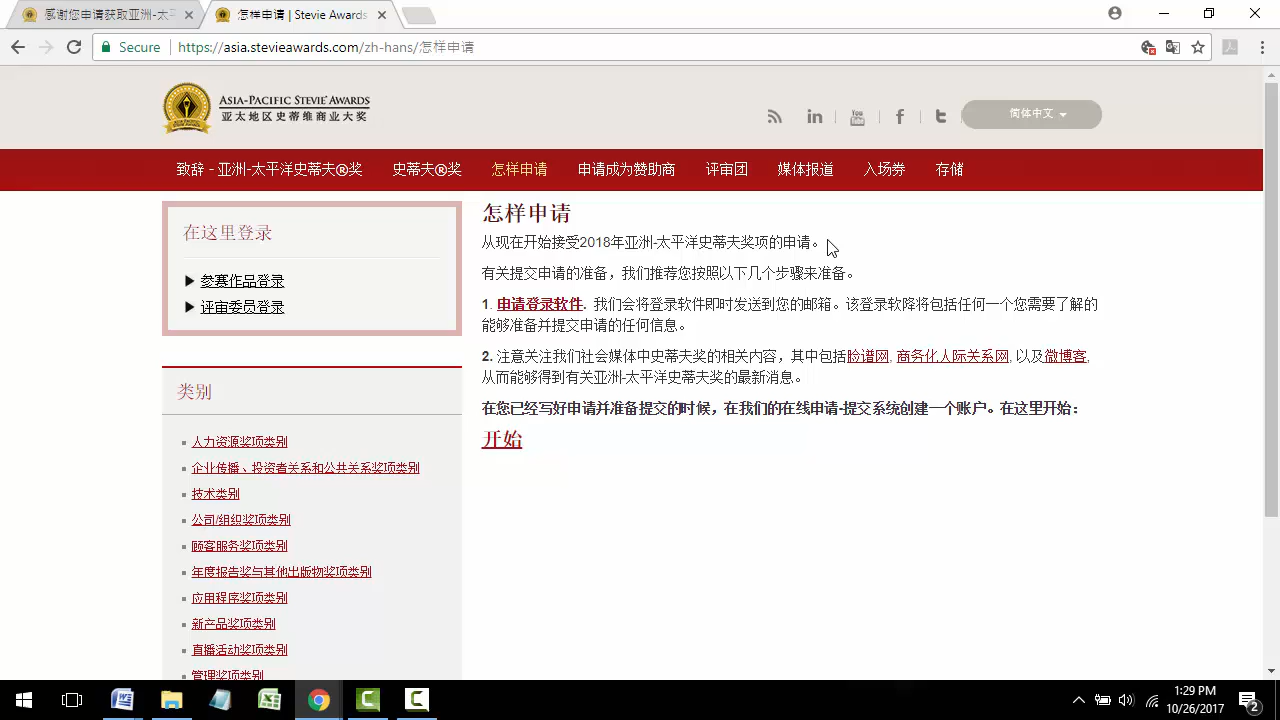 感谢您申请获取亚洲-太平
怎样申请 | Stevie Awards
Secure
https://asia.stevieawards.com/zh-hans/怎样申请
ASIA-PACIFIC STEVIE® AWARDS
亚太地区史蒂维商业大奖
You
简体中文
致辞 - 亚洲-太平洋史蒂夫®奖 史蒂夫®奖 怎样申请 申请成为赞助商 评审团 媒体报道 入场券 存储
在这里登录
参赛作品登录
评审委员登录
类别
人力资源奖项类别
企业传播、投资者关系和公共关系奖项类别
技术类别
公司/组织奖项类别
顾客服务奖项类别
年度报告奖与其他出版物奖项类别
应用程序奖项类别
新产品奖项类别
直播活动奖项类别
管理奖项类别
怎样申请
从现在开始接受2018年亚洲-太平洋史蒂夫奖项的申请。
有关提交申请的准备，我们推荐您按照以下几个步骤来准备。
1. 申请登录软件. 我们会将登录软件即时发送到您的邮箱。该登录软除将包括任何一个您需要了解的
能够准备并提交申请的任何信息。
2. 注意关注我们社会媒体中史蒂夫奖的相关内容，其中包括脸谱网, 商务化人际关系网, 以及微博客,
从而能够得到有关亚洲-太平洋史蒂夫奖的最新消息。
在您已经写好申请并准备提交的时候，在我们的在线申请-提交系统创建一个账户。在这里开始：
开始
1:29 PM
10/26/2017
2